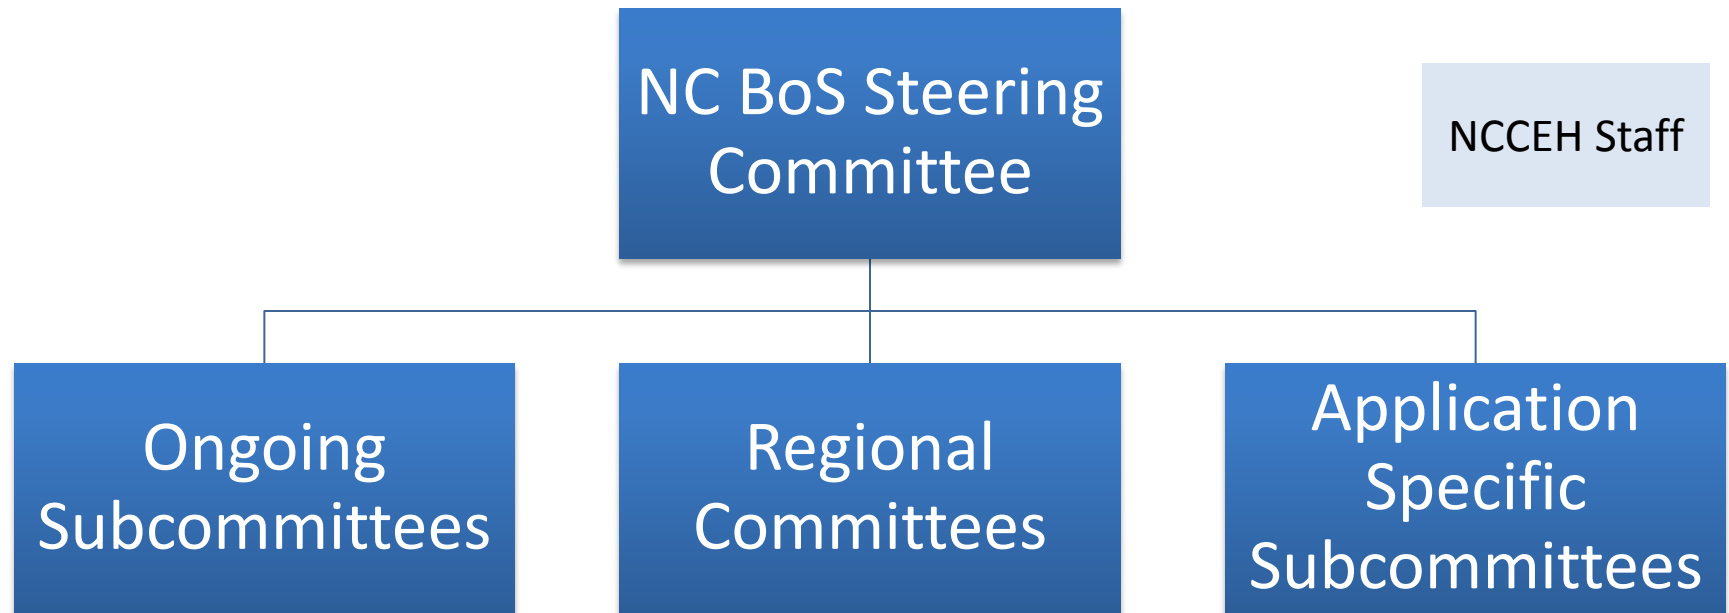 NC BoS Steering
Committee
NCCEH Staff
Ongoing
Subcommittees
Regional
Committees
Application
Specific
Subcommittees